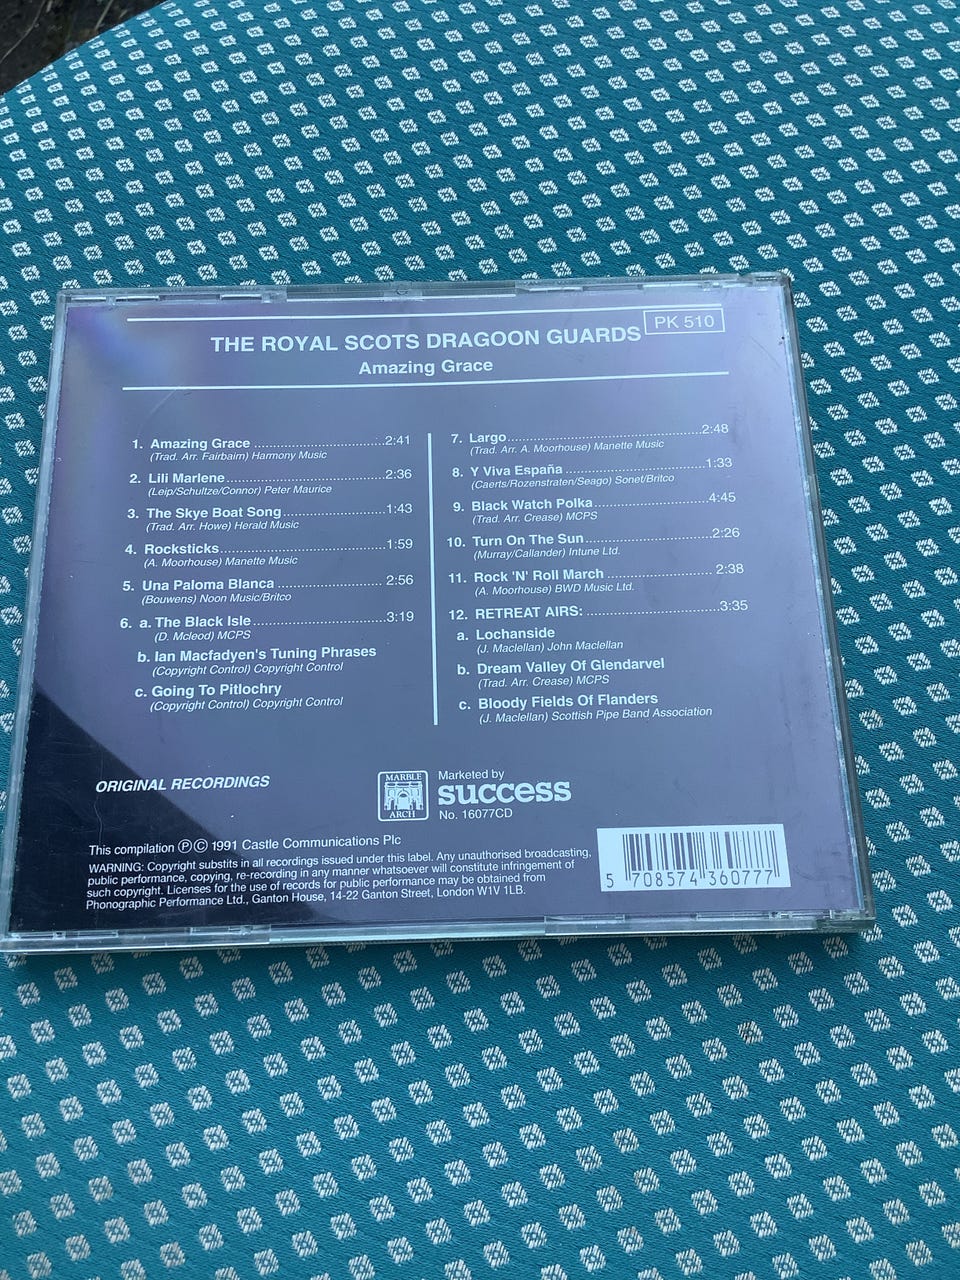 PK 510
THE ROYAL SCOTS DRAGOON GUARDS
Amazing Grace
1. Amazing Grace ........................................2:41
(Trad. Arr. Fairbairn) Harmony Music
2. Lili Marlene................................................2:36
(Leip/Schultze/Connor) Peter Maurice
3. The Skye Boat Song................................1:43
(Trad. Arr. Howe) Herald Music
4. Rocksticks................................................1:59
(A. Moorhouse) Manette Music
5. Una Paloma Blanca ................................2:56
(Bouwens) Noon Music/Britco
6. a. The Black Isle........................................3:19
(D. Mcleod) MCPS
b. Ian Macfadyen's Tuning Phrases
(Copyright Control) Copyright Control
c. Going To Pitlochry
(Copyright Control) Copyright Control
7. Largo........................................................2:48
(Trad. Arr. A. Moorhouse) Manette Music
8. Y Viva España ........................................1:33
(Caerts/Rozenstraten/Seago) Sonet/Britco
9. Black Watch Polka..................................4:45
(Trad. Arr. Crease) MCPS
10. Turn On The Sun.....................................2:26
(Murray/Callander) Intune Ltd.
11. Rock 'N' Roll March ................................2:38
(A. Moorhouse) BWD Music Ltd.
12. RETREAT AIRS:......................................3:35
a. Lochanside
(J. Maclellan) John Maclellan
b. Dream Valley Of Glendarvel
(Trad. Arr. Crease) MCPS
c. Bloody Fields Of Flanders
(J. Maclellan) Scottish Pipe Band Association
ORIGINAL RECORDINGS
MARBLE
ARCH
Marketed by
success
No. 16077CD
This compilation Ⓟ© 1991 Castle Communications Plc
WARNING: Copyright substits in all recordings issued under this label. Any unauthorised broadcasting,
public performance, copying, re-recording in any manner whatsoever will constitute infringement of
such copyright. Licenses for the use of records for public performance may be obtained from
Phonographic Performance Ltd., Ganton House, 14-22 Ganton Street, London W1V 1LB.
5 708574 360777